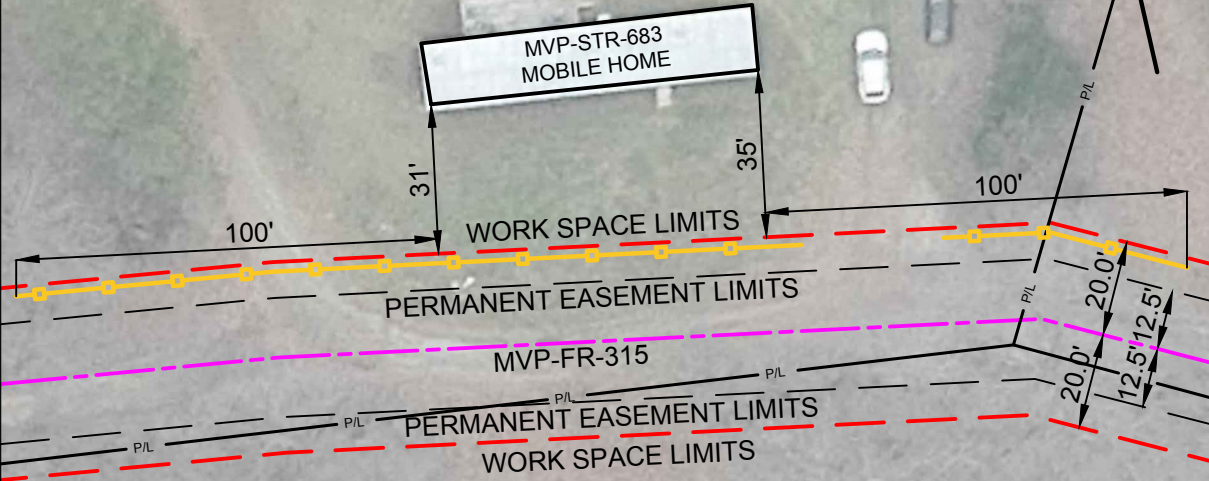 MVP-STR-683
MOBILE HOME
P/L
31'
35'
100'
100'
WORK SPACE LIMITS
PERMANENT EASEMENT LIMITS
P/L
20.0'
12.5'
MVP-FR-315
20.0'
12.5'
P/L
P/L
P/L
P/L
PERMANENT EASEMENT LIMITS
WORK SPACE LIMITS